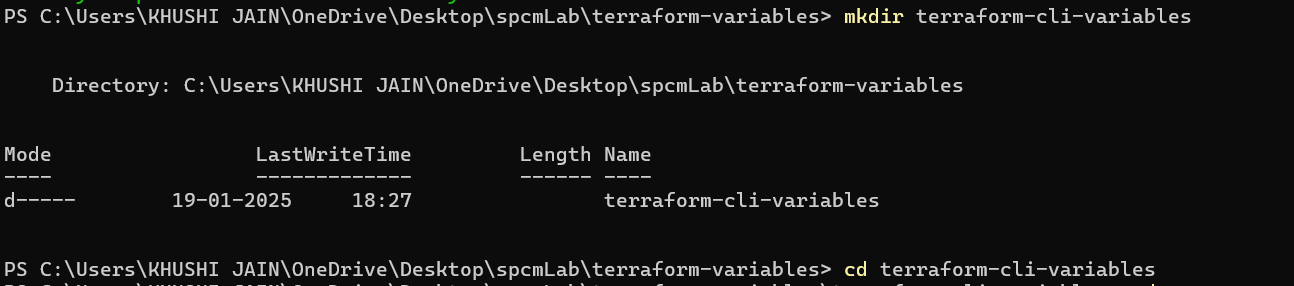 PS C:\Users\KHUSHI JAIN\OneDrive\Desktop\spcmLab\terraform-variables> mkdir terraform-cli-variables
Directory: C:\Users\KHUSHI JAIN\OneDrive\Desktop\spcmLab\terraform-variables
Mode                 LastWriteTime         Length Name
----                 -------------         ------ ----
d-----        19-01-2025     18:27                terraform-cli-variables
PS C:\Users\KHUSHI JAIN\OneDrive\Desktop\spcmLab\terraform-variables> cd terraform-cli-variables